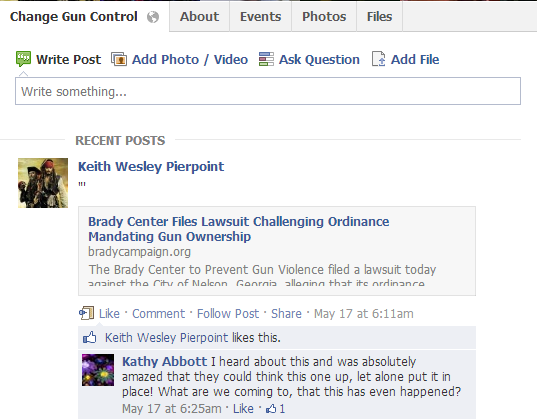 Change Gun Control About Events Photos Files
Write Post Add Photo / Video Ask Question Add File
Write something...
RECENT POSTS
Keith Wesley Pierpoint
"'
Brady Center Files Lawsuit Challenging Ordinance
Mandating Gun Ownership
bradycampaign.org
The Brady Center to Prevent Gun Violence filed a lawsuit today
against the City of Nelson, Georgia, alleging that its ordinance
Like · Comment · Follow Post · Share · May 17 at 6:11am
Keith Wesley Pierpoint likes this.
Kathy Abbott I heard about this and was absolutely
amazed that they could think this one up, let alone put it in
place! What are we coming to, that this has even happened?
May 17 at 6:25am · Like · 1